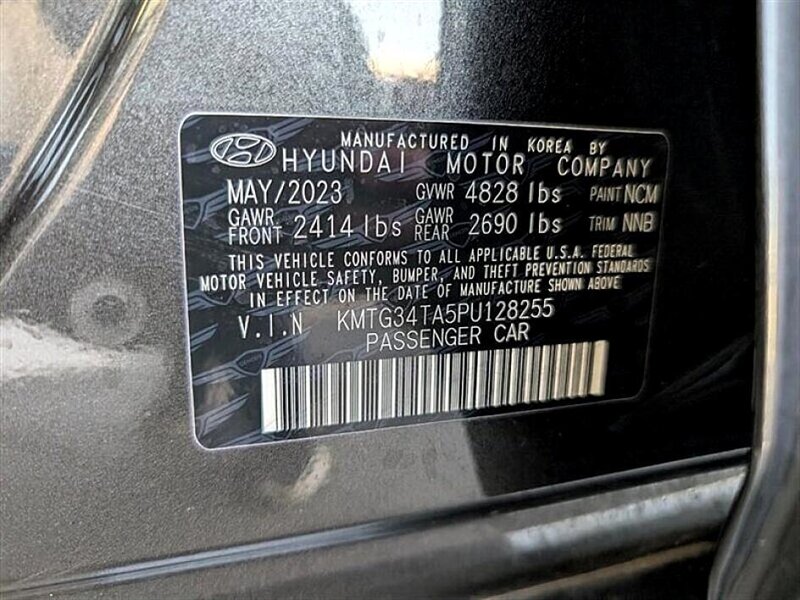 MANUFACTURED IN KOREA BY
HYUNDAI MOTOR COMPANY
MAY/2023 GVWR 4828 lbs PAINT NCM
GAWR FRONT 2414 lbs GAWR REAR 2690 lbs TRIM NNB
THIS VEHICLE CONFORMS TO ALL APPLICABLE U.S.A. FEDERAL
MOTOR VEHICLE SAFETY, BUMPER, AND THEFT PREVENTION STANDARDS
IN EFFECT ON THE DATE OF MANUFACTURE SHOWN ABOVE
V.I.N KMTG34TA5PU128255
PASSENGER CAR